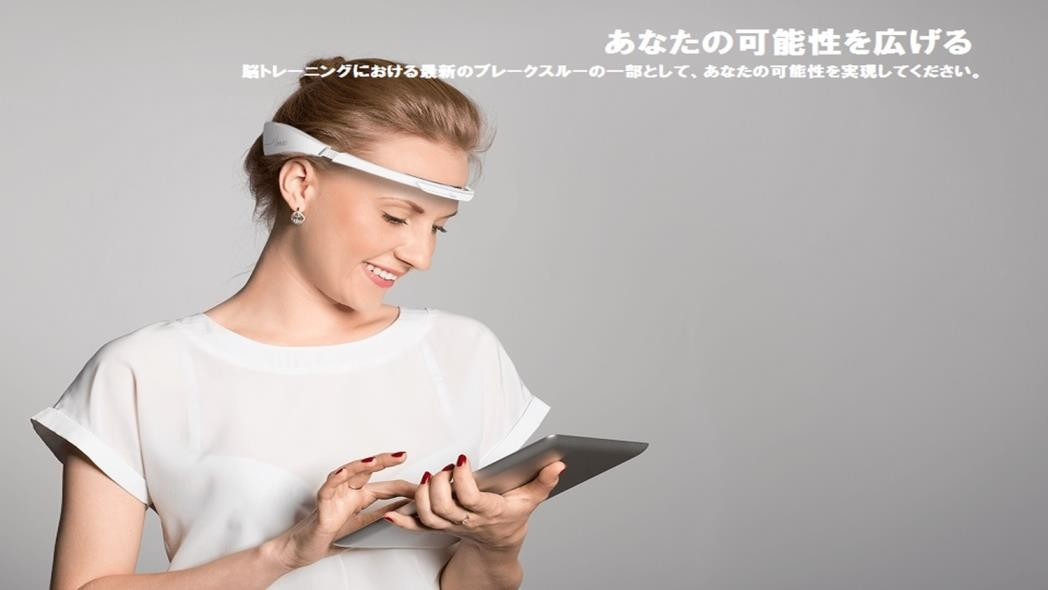 あなたの可能性を広げる
脳トレーニングにおける最新のブレークスルーの一部として、あなたの可能性を実現してください。